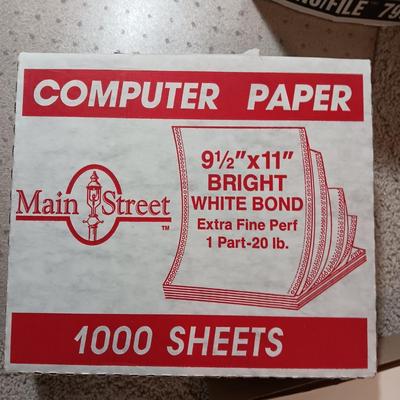 COMPUTER PAPER
Main Street
TM
9½"x11"
BRIGHT
WHITE BOND
Extra Fine Perf
1 Part-20 lb.
1000 SHEETS